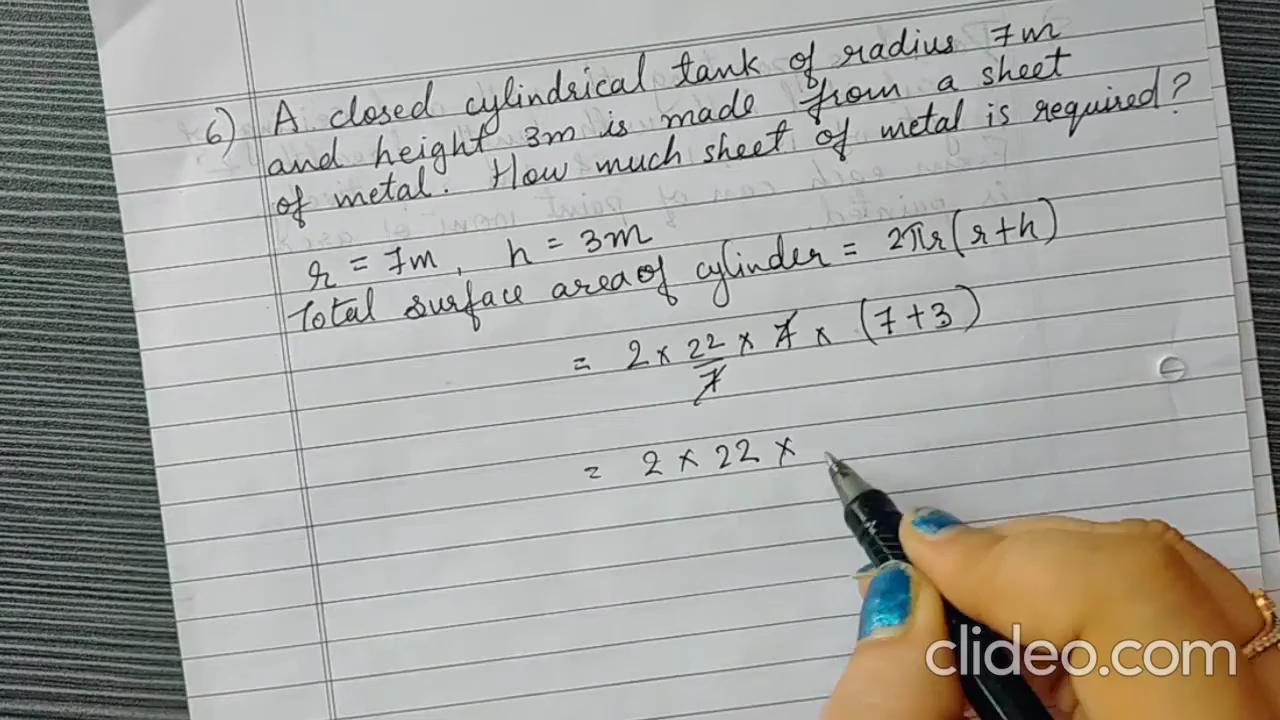 6) A closed cylindrical tank of radius 7m
and height 3m is made from a sheet
of metal. How much sheet of metal is required?
r = 7m, h = 3m
Total surface area of cylinder = 2πr(r+h)
= 2 × 22/7 × 7 × (7+3)
= 2 × 22 ×
clideo.com